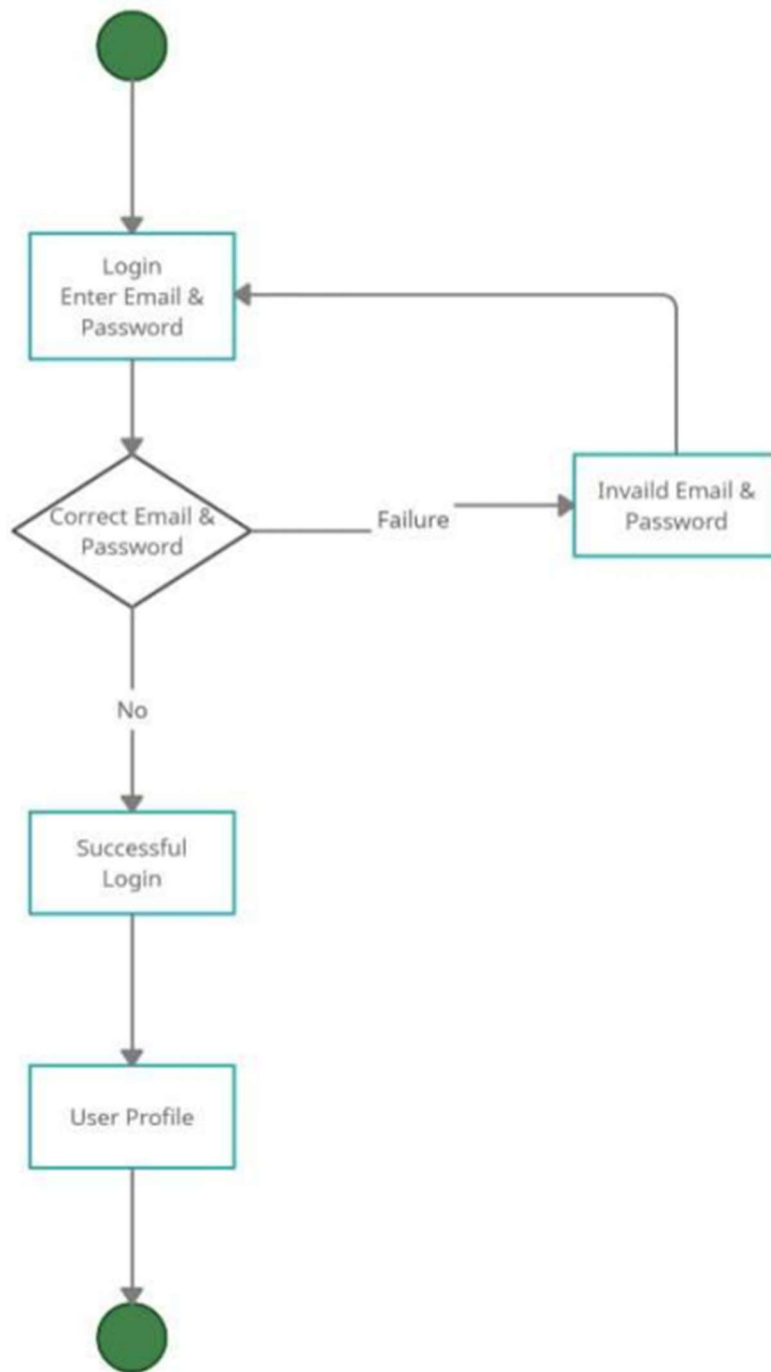 Login
Enter Email &
Password
Correct Email &
Password
Failure
Invaild Email &
Password
No
Successful
Login
User Profile